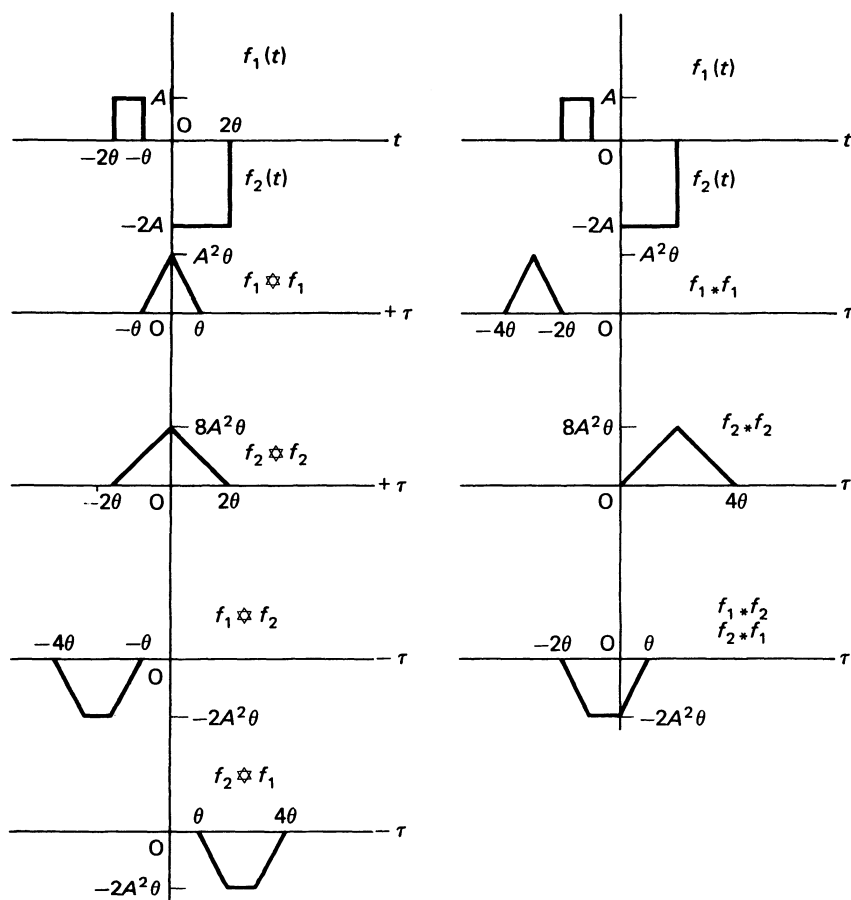 f₁(t)
A
O 2θ
−2θ −θ
t
f₂(t)
−2A
A²θ
f₁ ✡ f₁
−θ O θ
+ τ
8A²θ
f₂ ✡ f₂
−2θ O 2θ
+ τ
f₁ ✡ f₂
−4θ −θ
O
− τ
−2A²θ
f₂ ✡ f₁
θ 4θ
O
− τ
−2A²θ
f₁(t)
A
O
t
f₂(t)
−2A
A²θ
f₁ * f₁
−4θ −2θ O
τ
8A²θ
f₂ * f₂
O 4θ
τ
f₁ * f₂
f₂ * f₁
−2θ O θ
τ
−2A²θ